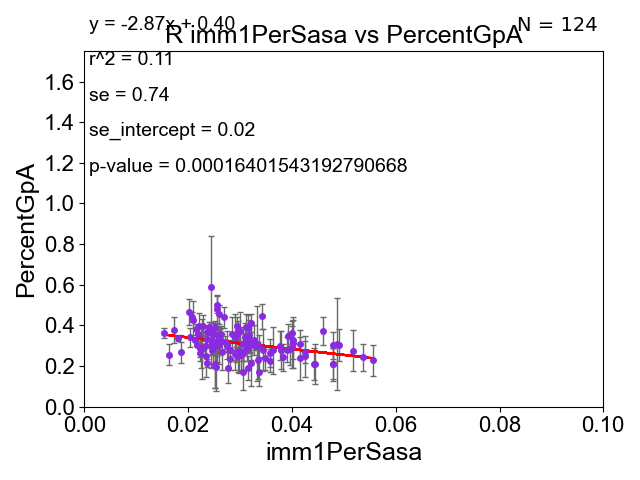 y = -2.87x + 0.40
R imm1PerSasa vs PercentGpA
N = 124
r^2 = 0.11
se = 0.74
se_intercept = 0.02
p-value = 0.00016401543192790668
PercentGpA
1.6
1.4
1.2
1.0
0.8
0.6
0.4
0.2
0.0
0.00 0.02 0.04 0.06 0.08 0.10
imm1PerSasa